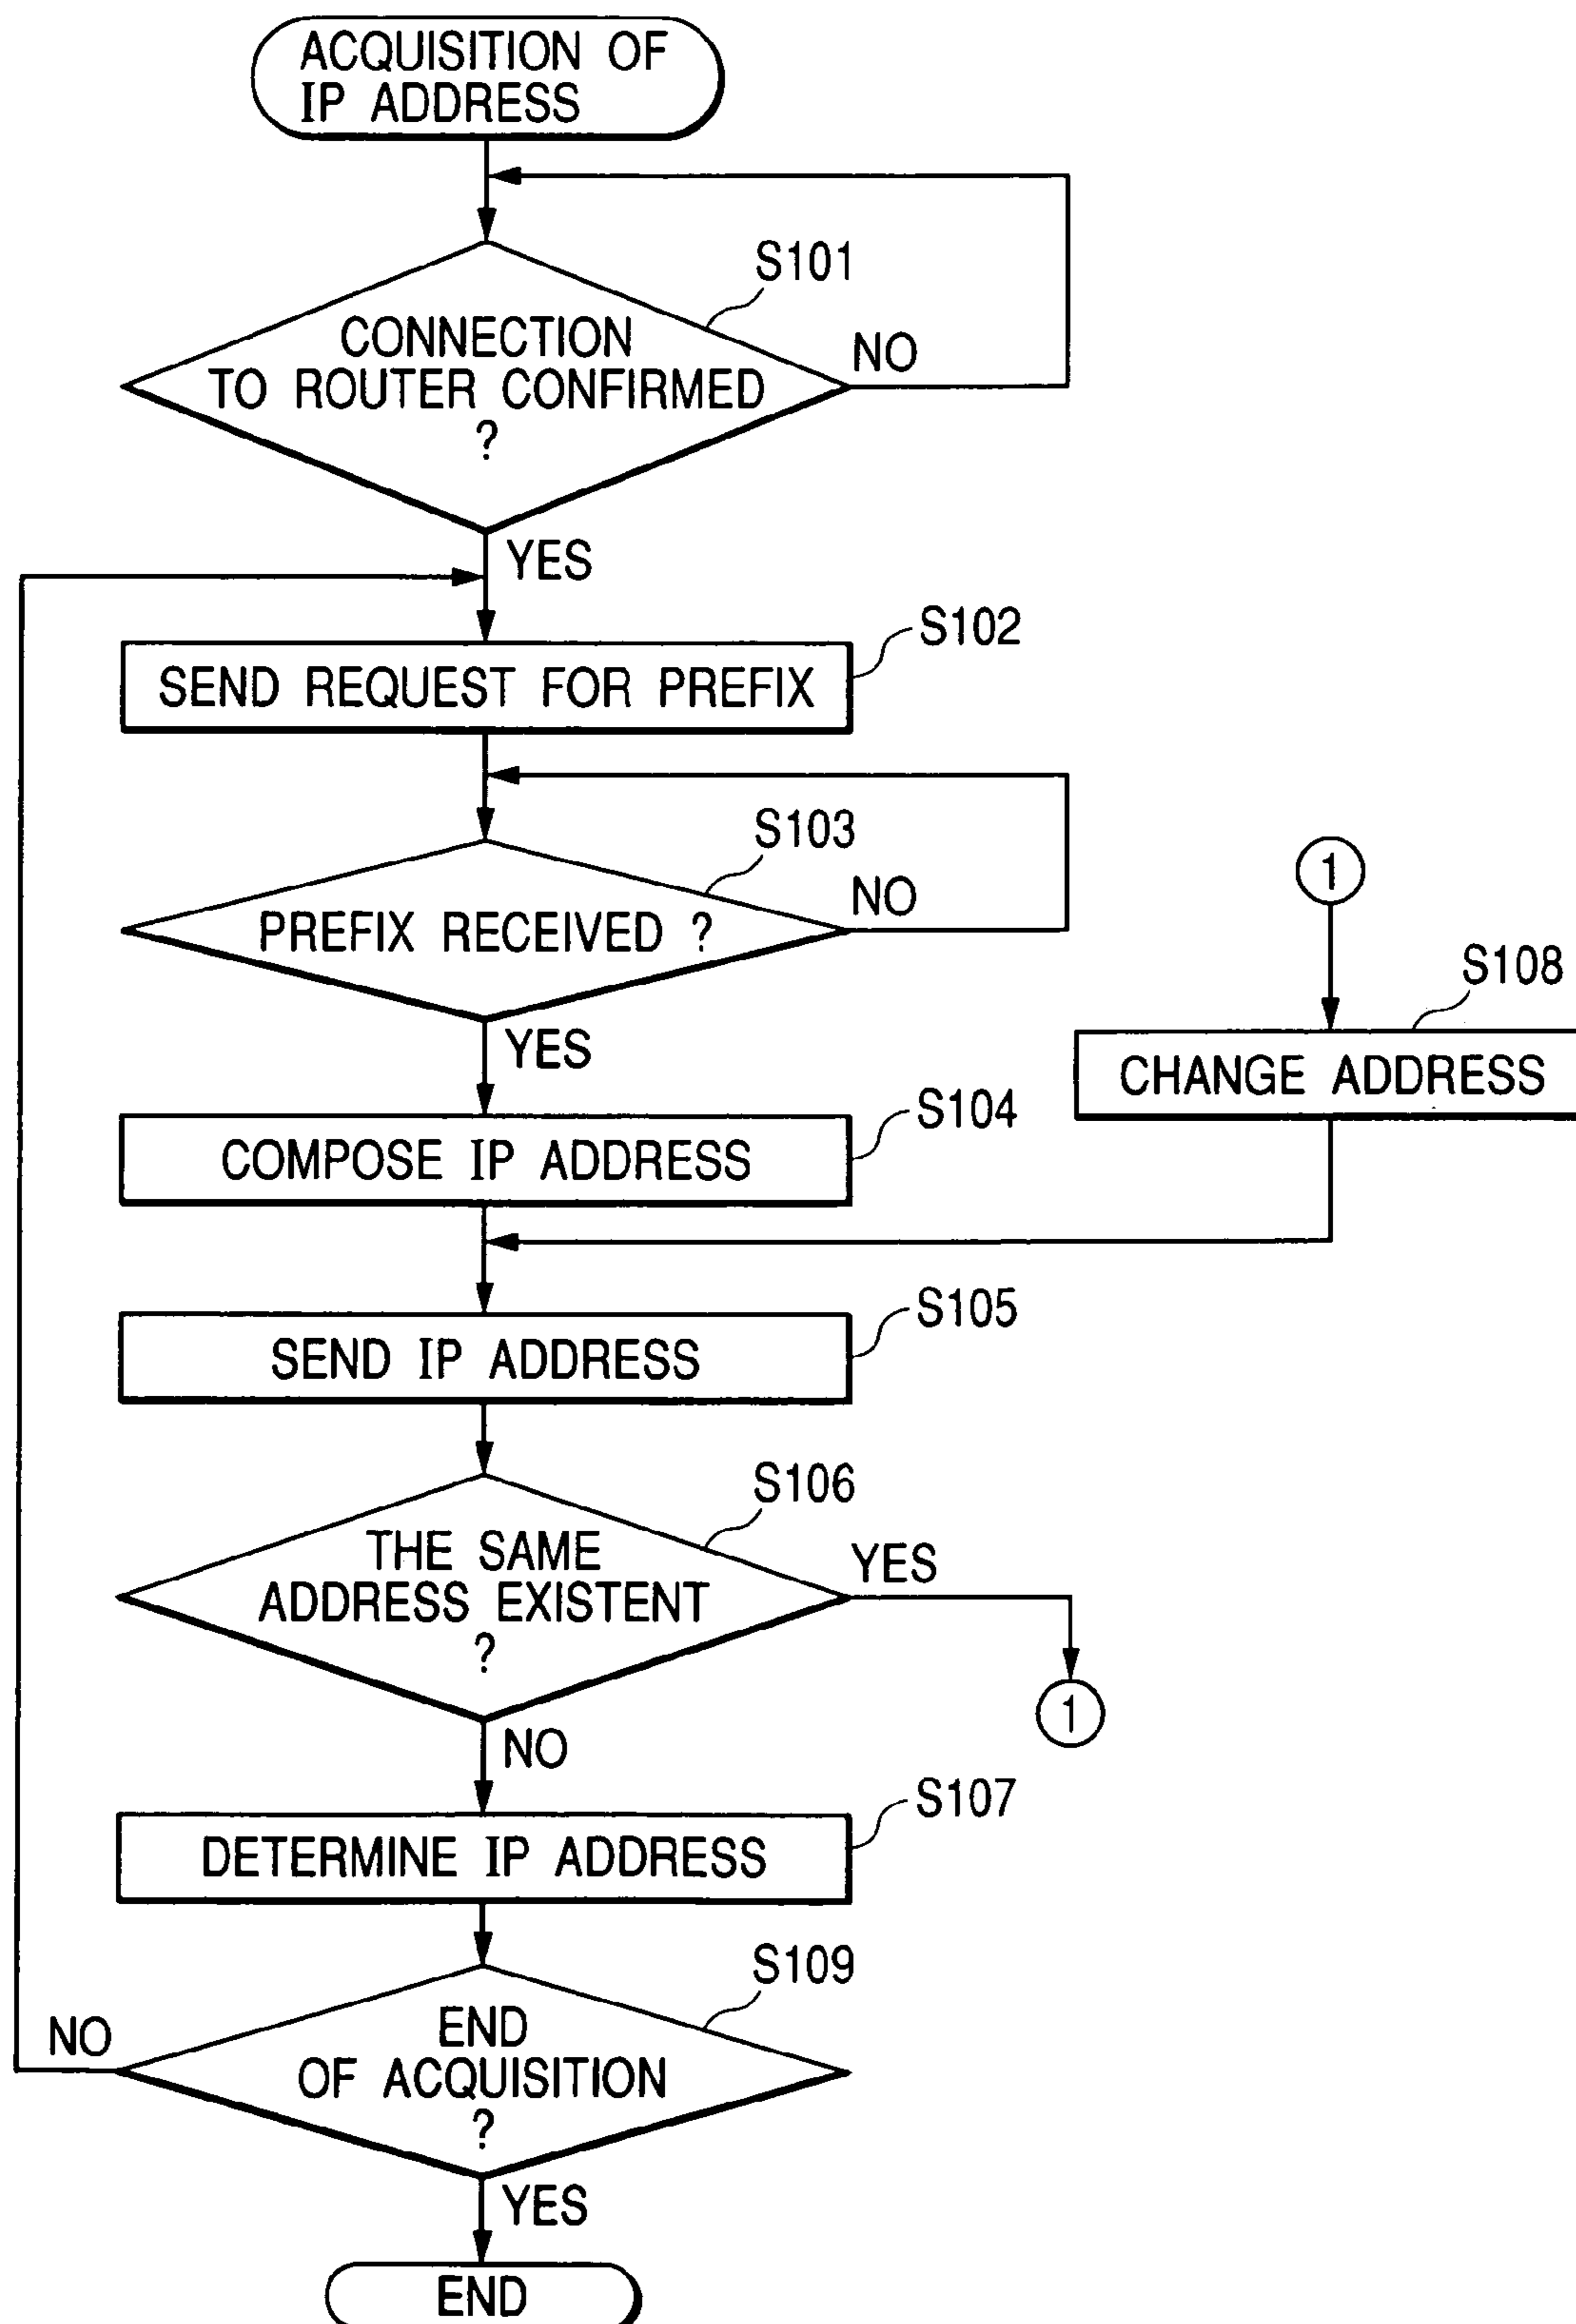 ACQUISITION OF
IP ADDRESS
S101
CONNECTION
TO ROUTER CONFIRMED
?
NO
YES
S102
SEND REQUEST FOR PREFIX
S103
PREFIX RECEIVED ?
NO
YES
1
S108
CHANGE ADDRESS
S104
COMPOSE IP ADDRESS
S105
SEND IP ADDRESS
S106
THE SAME
ADDRESS EXISTENT
?
YES
1
NO
S107
DETERMINE IP ADDRESS
S109
END
OF ACQUISITION
?
NO
YES
END